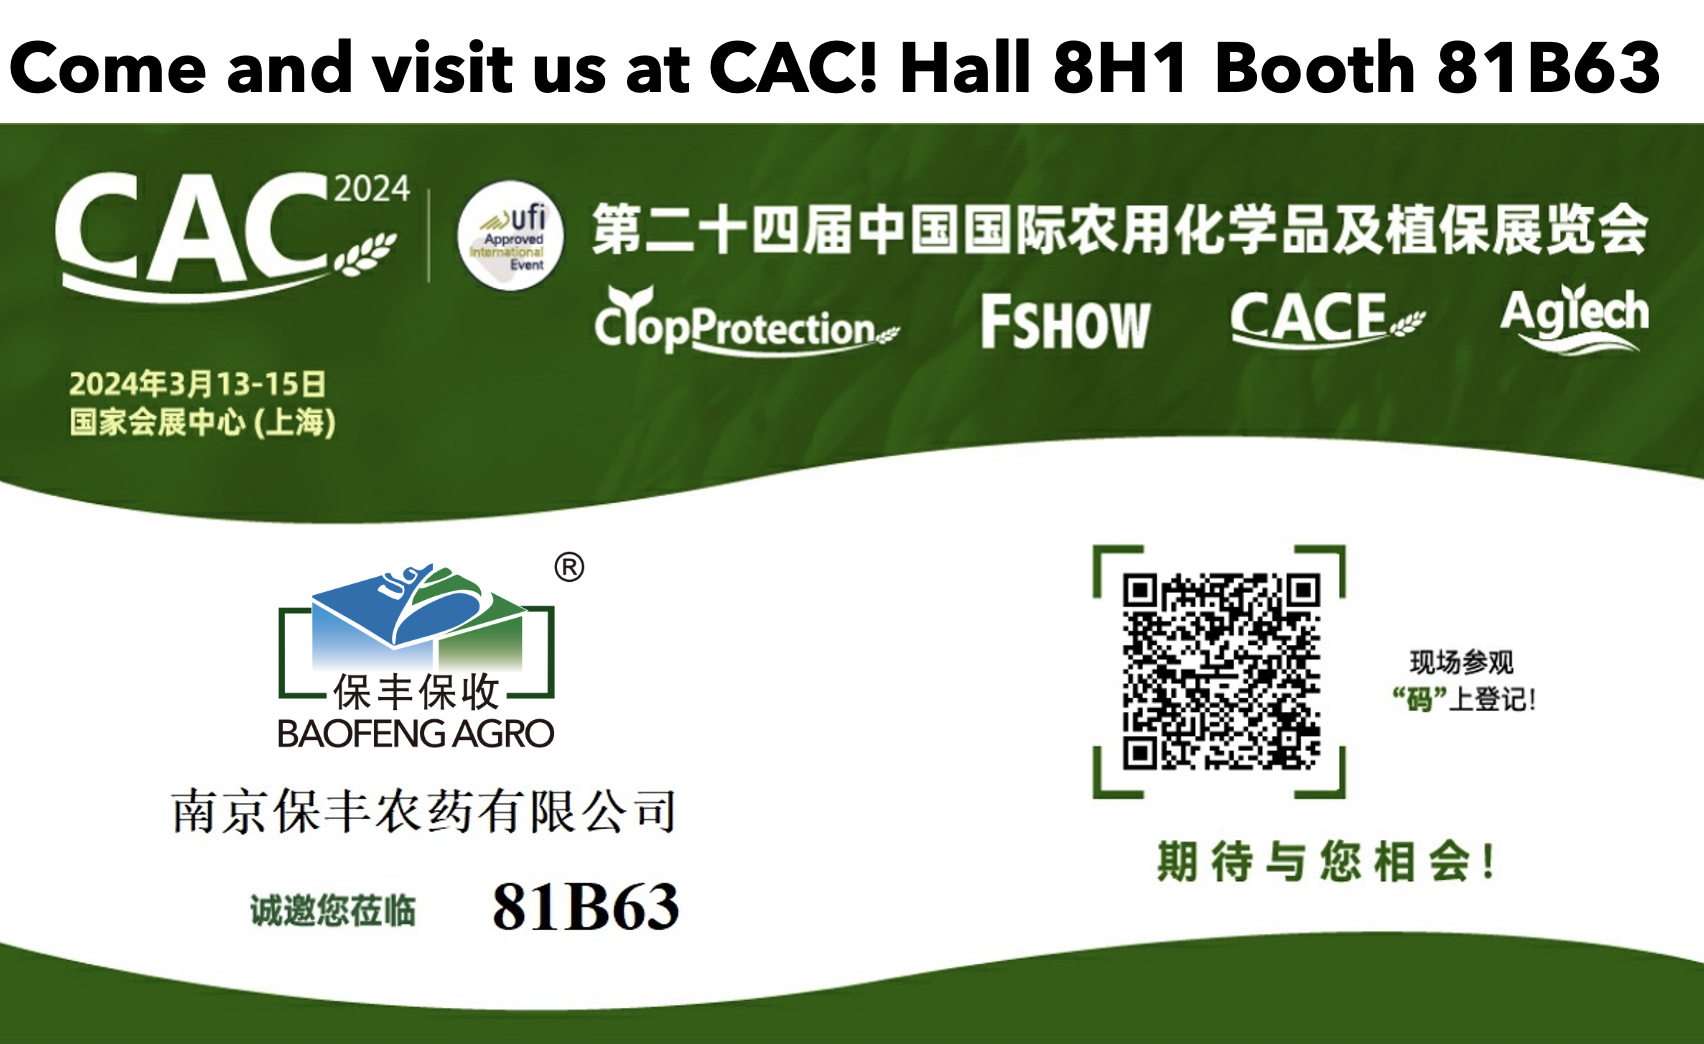 Come and visit us at CAC! Hall 8H1 Booth 81B63
CAC 2024
ufi
Approved
International
Event
第二十四届中国国际农用化学品及植保展览会
CropProtection FSHOW CACE AgTech
2024年3月13-15日
国家会展中心 (上海)
UG
®
保丰保收
BAOFENG AGRO
南京保丰农药有限公司
诚邀您莅临 81B63
现场参观
“码”上登记!
期待与您相会!